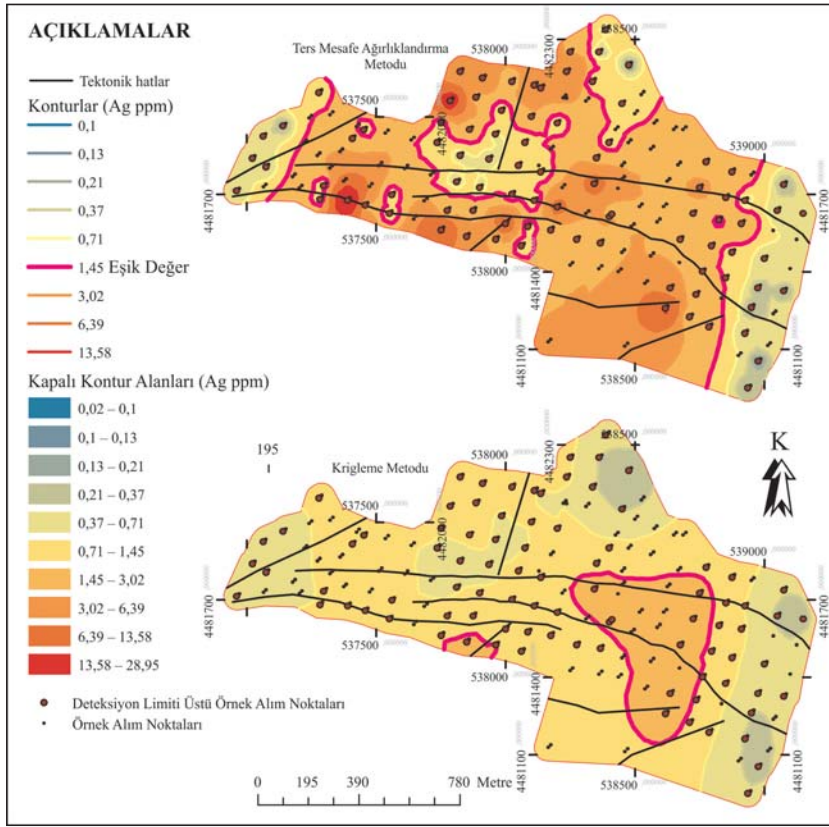 AÇIKLAMALAR
Tektonik hatlar
Konturlar (Ag ppm)
0,1
0,13
0,21
0,37
0,71
1,45 Eşik Değer
3,02
6,39
13,58
Kapalı Kontur Alanları (Ag ppm)
0,02 – 0,1
0,1 – 0,13
0,13 – 0,21
0,21 – 0,37
0,37 – 0,71
0,71 – 1,45
1,45 – 3,02
3,02 – 6,39
6,39 – 13,58
13,58 – 28,95
Deteksiyon Limiti Üstü Örnek Alım Noktaları
Örnek Alım Noktaları
0 195 390 780 Metre
Ters Mesafe Ağırlıklandırma
Metodu
538000
4482300
538500
537500
4482000
539000
4481700
4481700
537500
538000
4481400
538500
4481100
4481100
195
Krigleme Metodu
K
538000
4482300
538500
537500
4482000
539000
4481700
4481700
537500
538000
4481400
538500
4481100
4481100